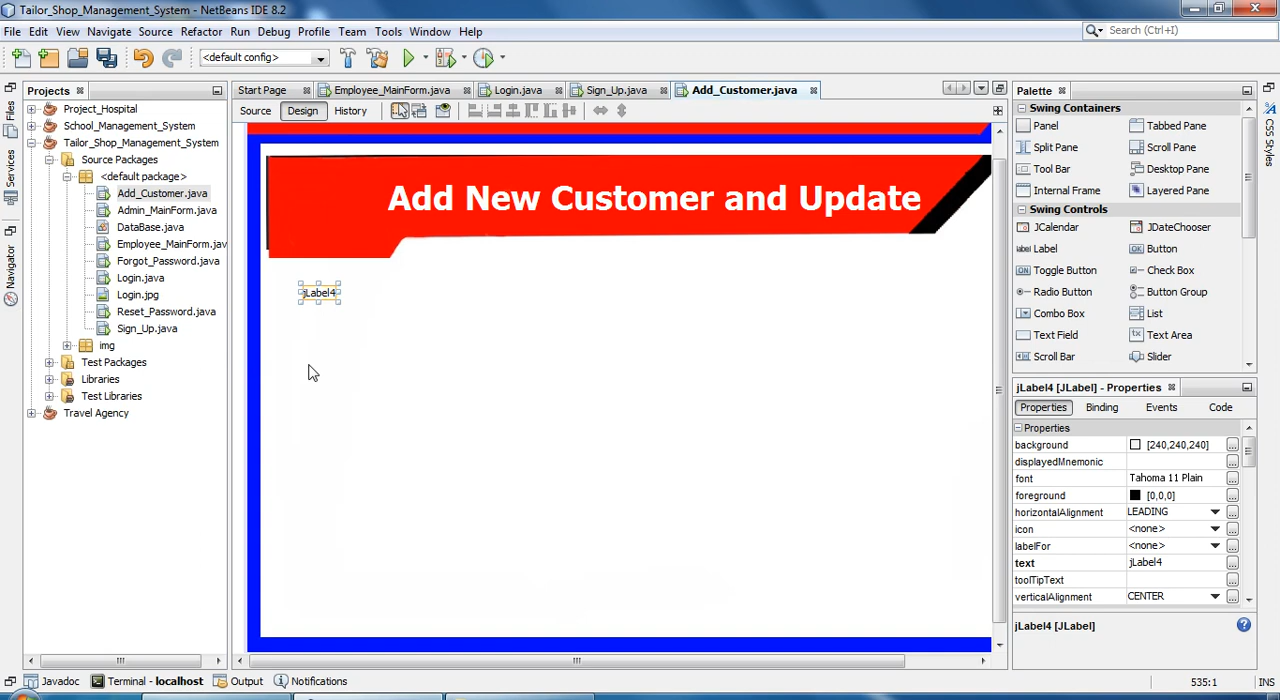 Tailor_Shop_Management_System - NetBeans IDE 8.2
File Edit View Navigate Source Refactor Run Debug Profile Team Tools Window Help
Search (Ctrl+I)
<default config>
Projects
Start Page
Employee_MainForm.java
Login.java
Sign_Up.java
Add_Customer.java
Source
Design
History
Files
Services
Navigator
Project_Hospital
School_Management_System
Tailor_Shop_Management_System
Source Packages
<default package>
Add_Customer.java
Admin_MainForm.java
DataBase.java
Employee_MainForm.jav
Forgot_Password.java
Login.java
Login.jpg
Reset_Password.java
Sign_Up.java
img
Test Packages
Libraries
Test Libraries
Travel Agency
Add New Customer and Update
jLabel4
Palette
Swing Containers
Panel
Tabbed Pane
Split Pane
Scroll Pane
Tool Bar
Desktop Pane
Internal Frame
Layered Pane
Swing Controls
JCalendar
JDateChooser
label Label
OK Button
ON Toggle Button
Check Box
Radio Button
Button Group
Combo Box
List
Text Field
Text Area
Scroll Bar
Slider
CSS Styles
jLabel4 [JLabel] - Properties
Properties
Binding
Events
Code
Properties
background [240,240,240] ...
displayedMnemonic ...
font Tahoma 11 Plain ...
foreground [0,0,0] ...
horizontalAlignment LEADING ...
icon <none> ...
labelFor <none> ...
text jLabel4 ...
toolTipText ...
verticalAlignment CENTER ...
jLabel4 [JLabel]
Javadoc
Terminal - localhost
Output
Notifications
535:1
INS